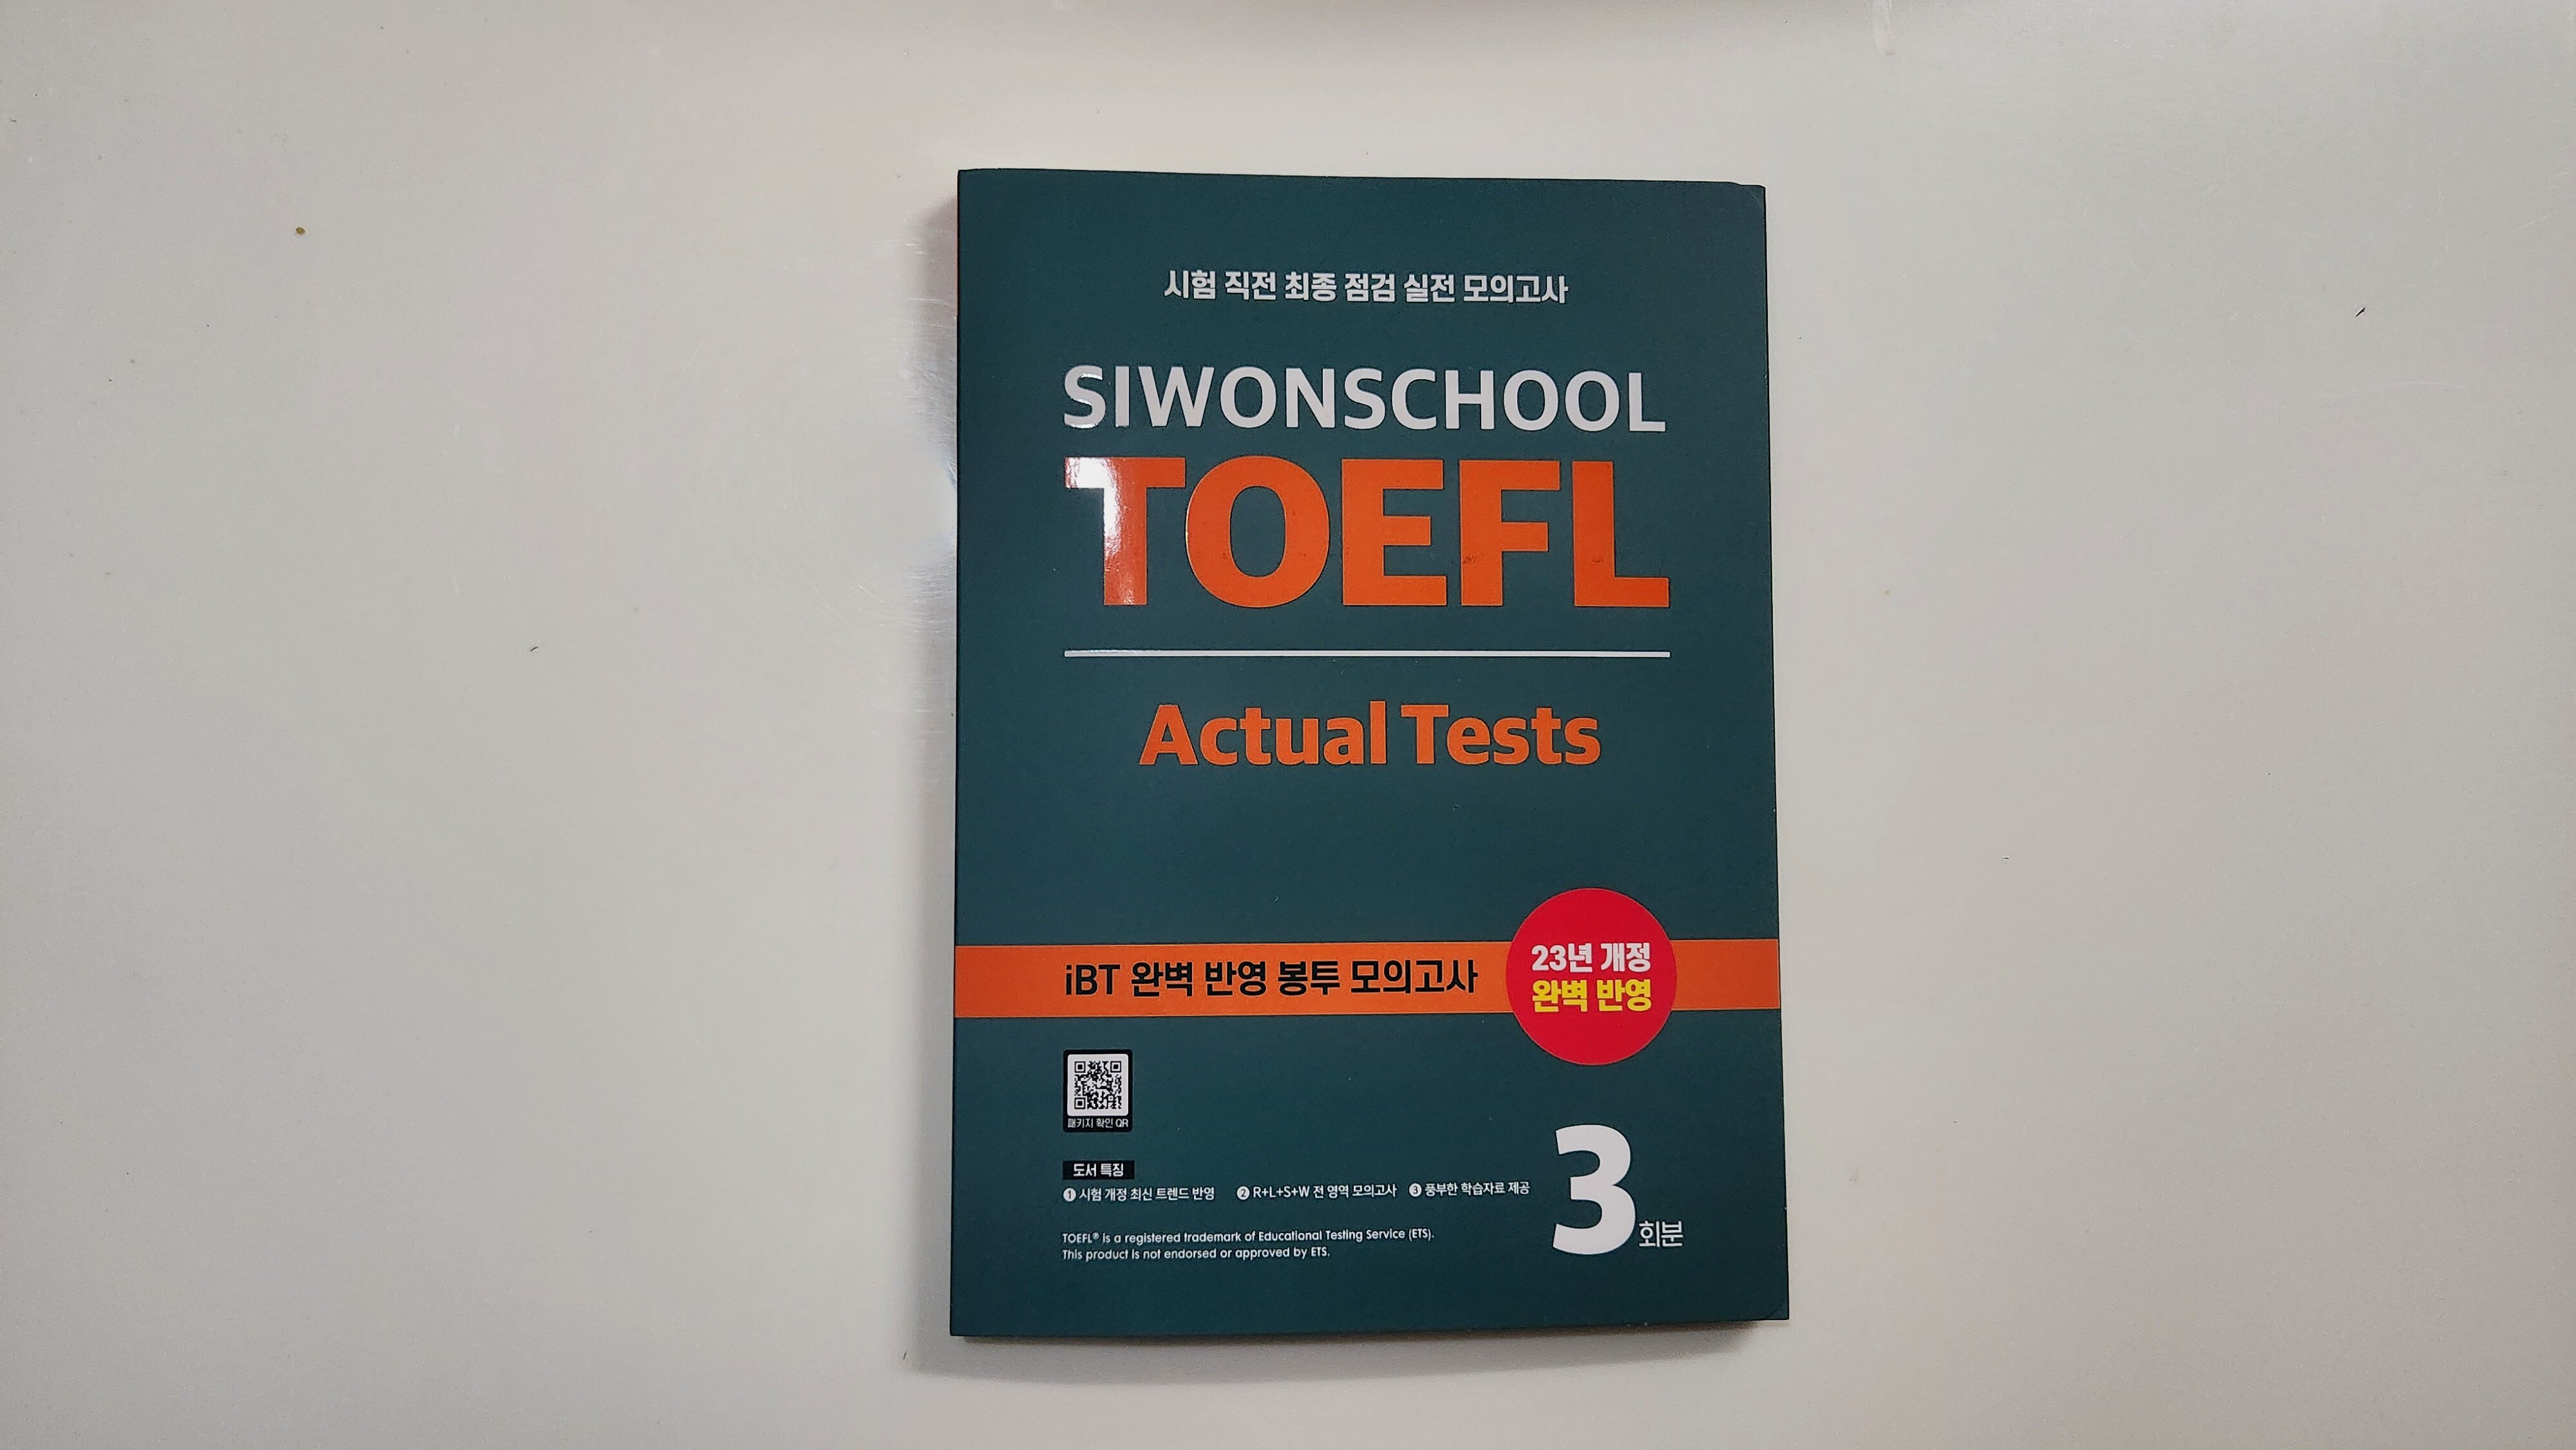 시험 직전 최종 점검 실전 모의고사
SIWONSCHOOL
TOEFL
Actual Tests
iBT 완벽 반영 봉투 모의고사
23년 개정
완벽 반영
패키지 확인 QR
도서 특징
❶ 시험 개정 최신 트렌드 반영 ❷ R+L+S+W 전 영역 모의고사 ❸ 풍부한 학습자료 제공
3회분
TOEFL® is a registered trademark of Educational Testing Service (ETS).
This product is not endorsed or approved by ETS.